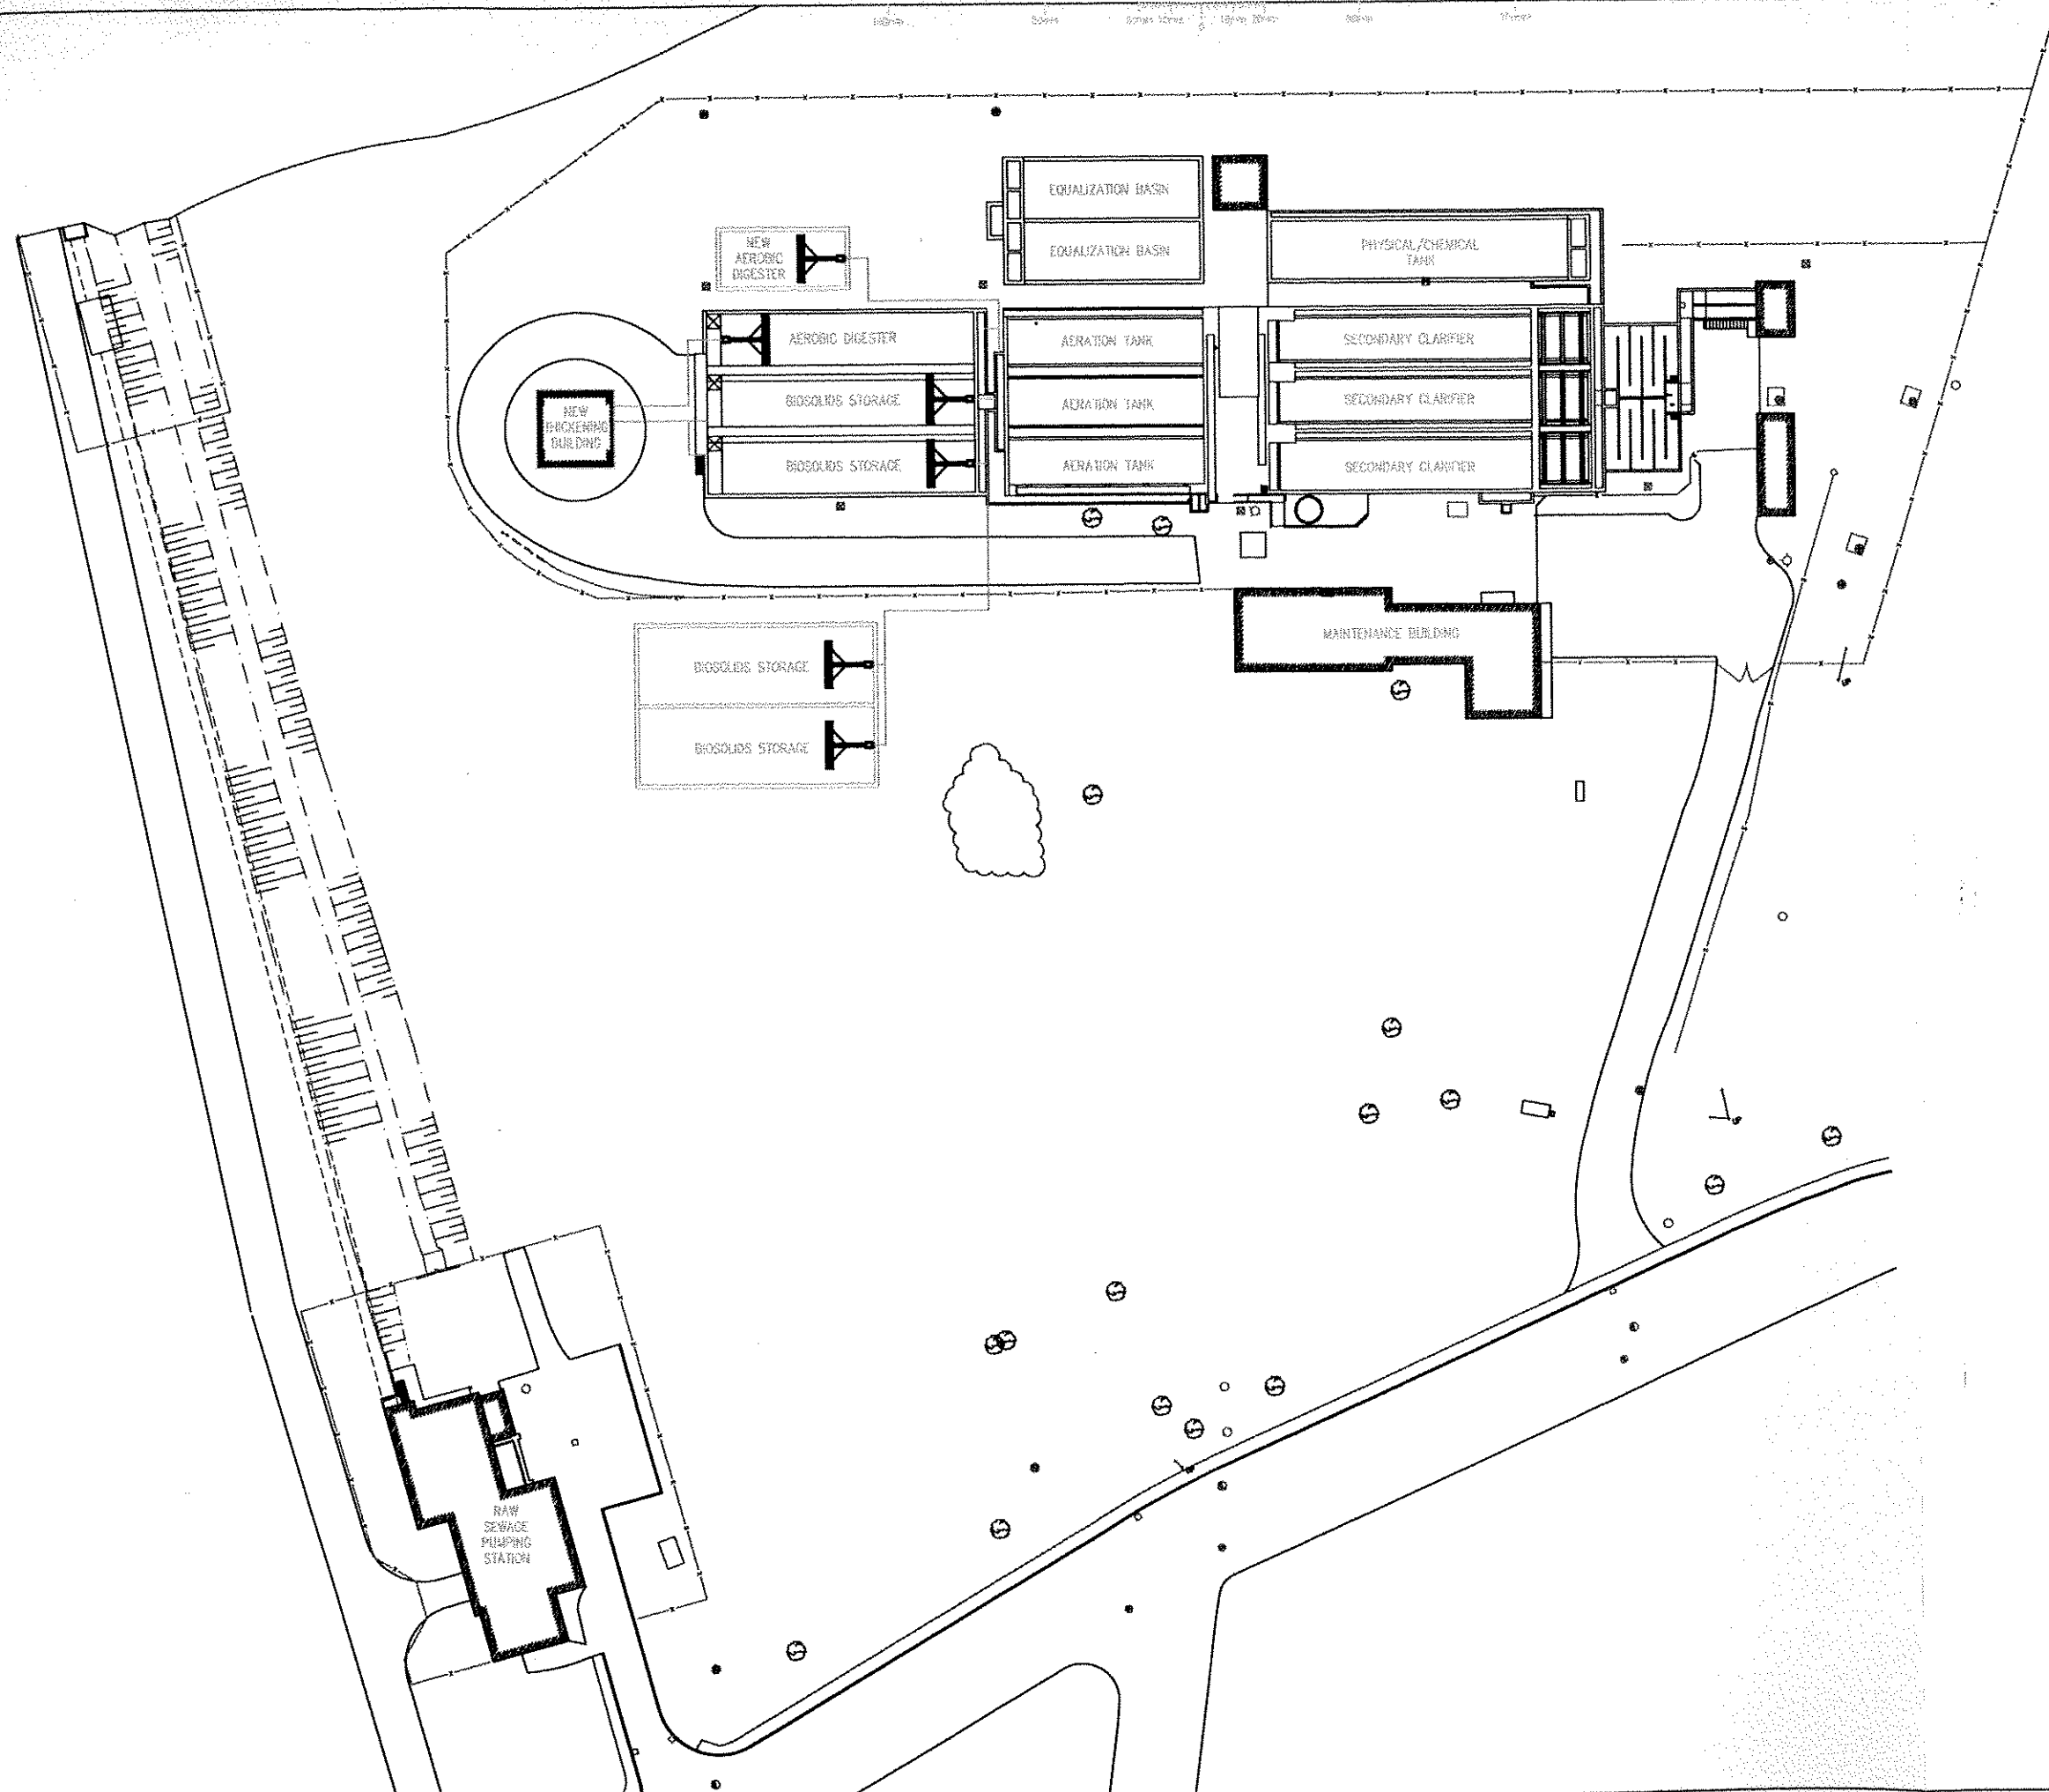 EQUALIZATION BASIN
EQUALIZATION BASIN
NEW
AEROBIC
DIGESTER
PHYSICAL/CHEMICAL
TANK
AEROBIC DIGESTER
AERATION TANK
SECONDARY CLARIFIER
BIOSOLIDS STORAGE
AERATION TANK
SECONDARY CLARIFIER
NEW
THICKENING
BUILDING
BIOSOLIDS STORAGE
AERATION TANK
SECONDARY CLARIFIER
MAINTENANCE BUILDING
BIOSOLIDS STORAGE
BIOSOLIDS STORAGE
RAW
SEWAGE
PUMPING
STATION